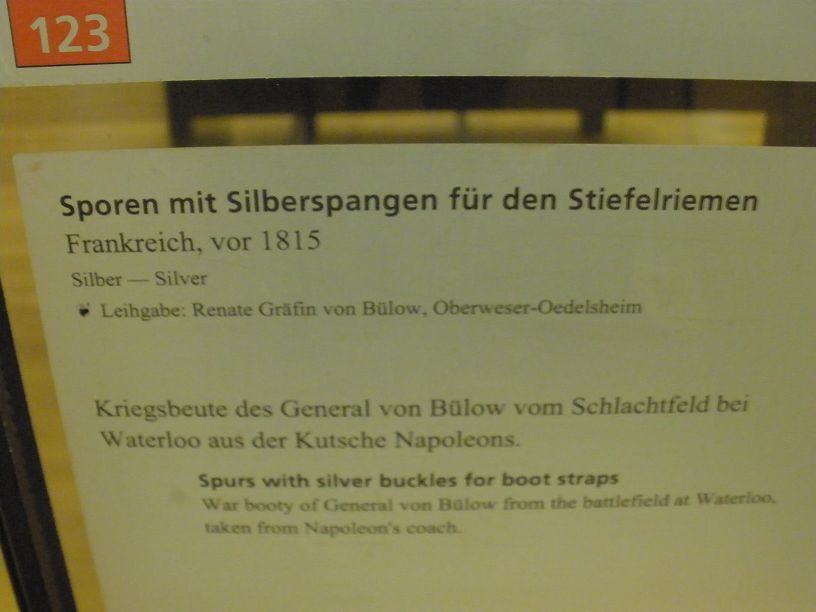 123
Sporen mit Silberspangen für den Stiefelriemen
Frankreich, vor 1815
Silber — Silver
Leihgabe: Renate Gräfin von Bülow, Oberweser-Oedelsheim
Kriegsbeute des General von Bülow vom Schlachtfeld bei
Waterloo aus der Kutsche Napoleons.
Spurs with silver buckles for boot straps
War booty of General von Bülow from the battlefield at Waterloo,
taken from Napoleon's coach.